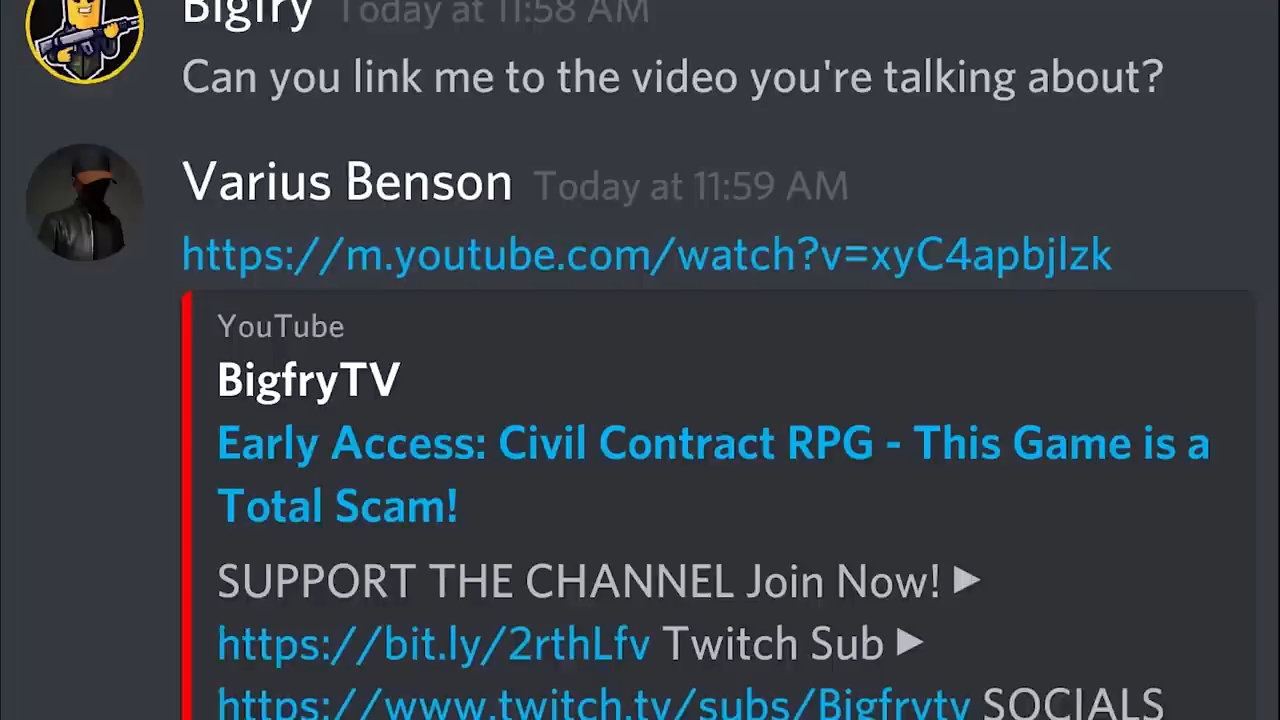 Bigfry Today at 11:58 AM
Can you link me to the video you're talking about?
Varius Benson Today at 11:59 AM
https://m.youtube.com/watch?v=xyC4apbjlzk
YouTube
BigfryTV
Early Access: Civil Contract RPG - This Game is a
Total Scam!
SUPPORT THE CHANNEL Join Now! ▶
https://bit.ly/2rthLfv Twitch Sub ▶
https://www.twitch.tv/subs/Bigfrytv SOCIALS